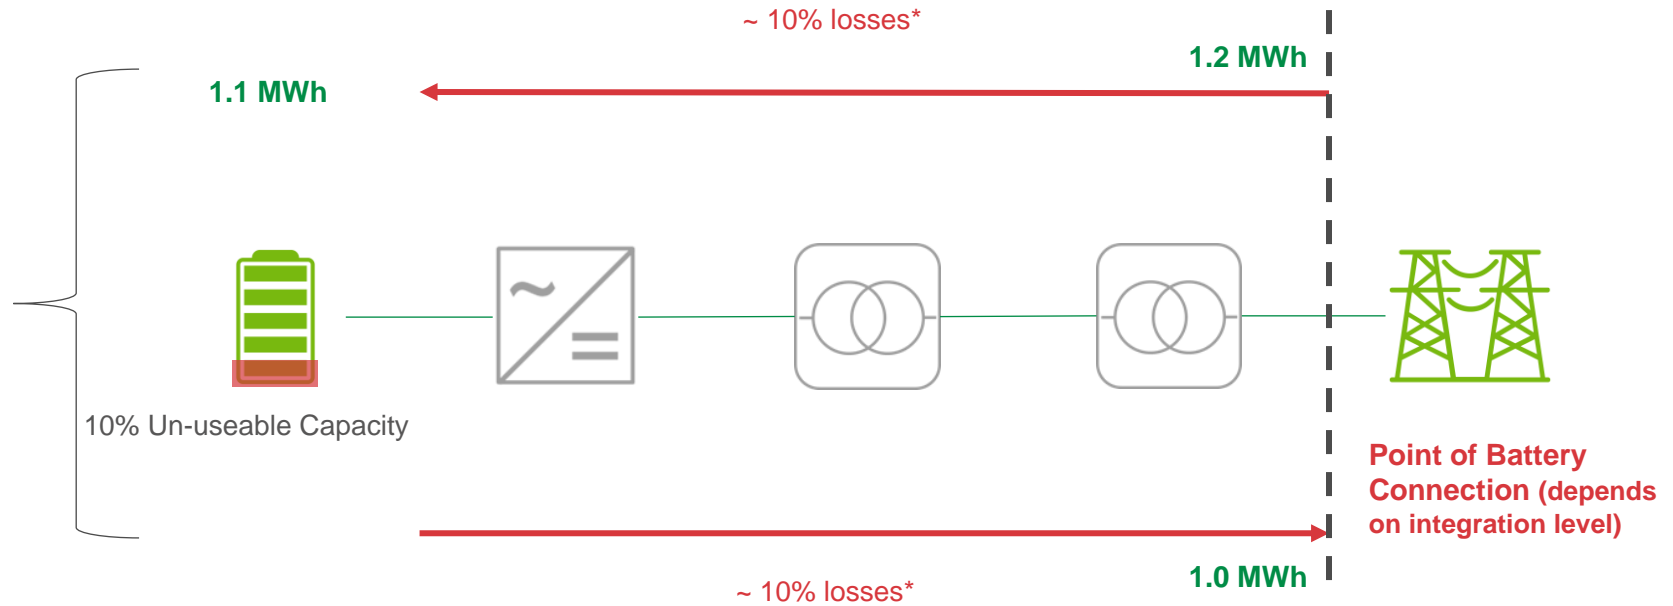 ~ 10% losses*
1.2 MWh
1.1 MWh
10% Un-useable Capacity
Point of Battery
Connection (depends
on integration level)
1.0 MWh
~ 10% losses*